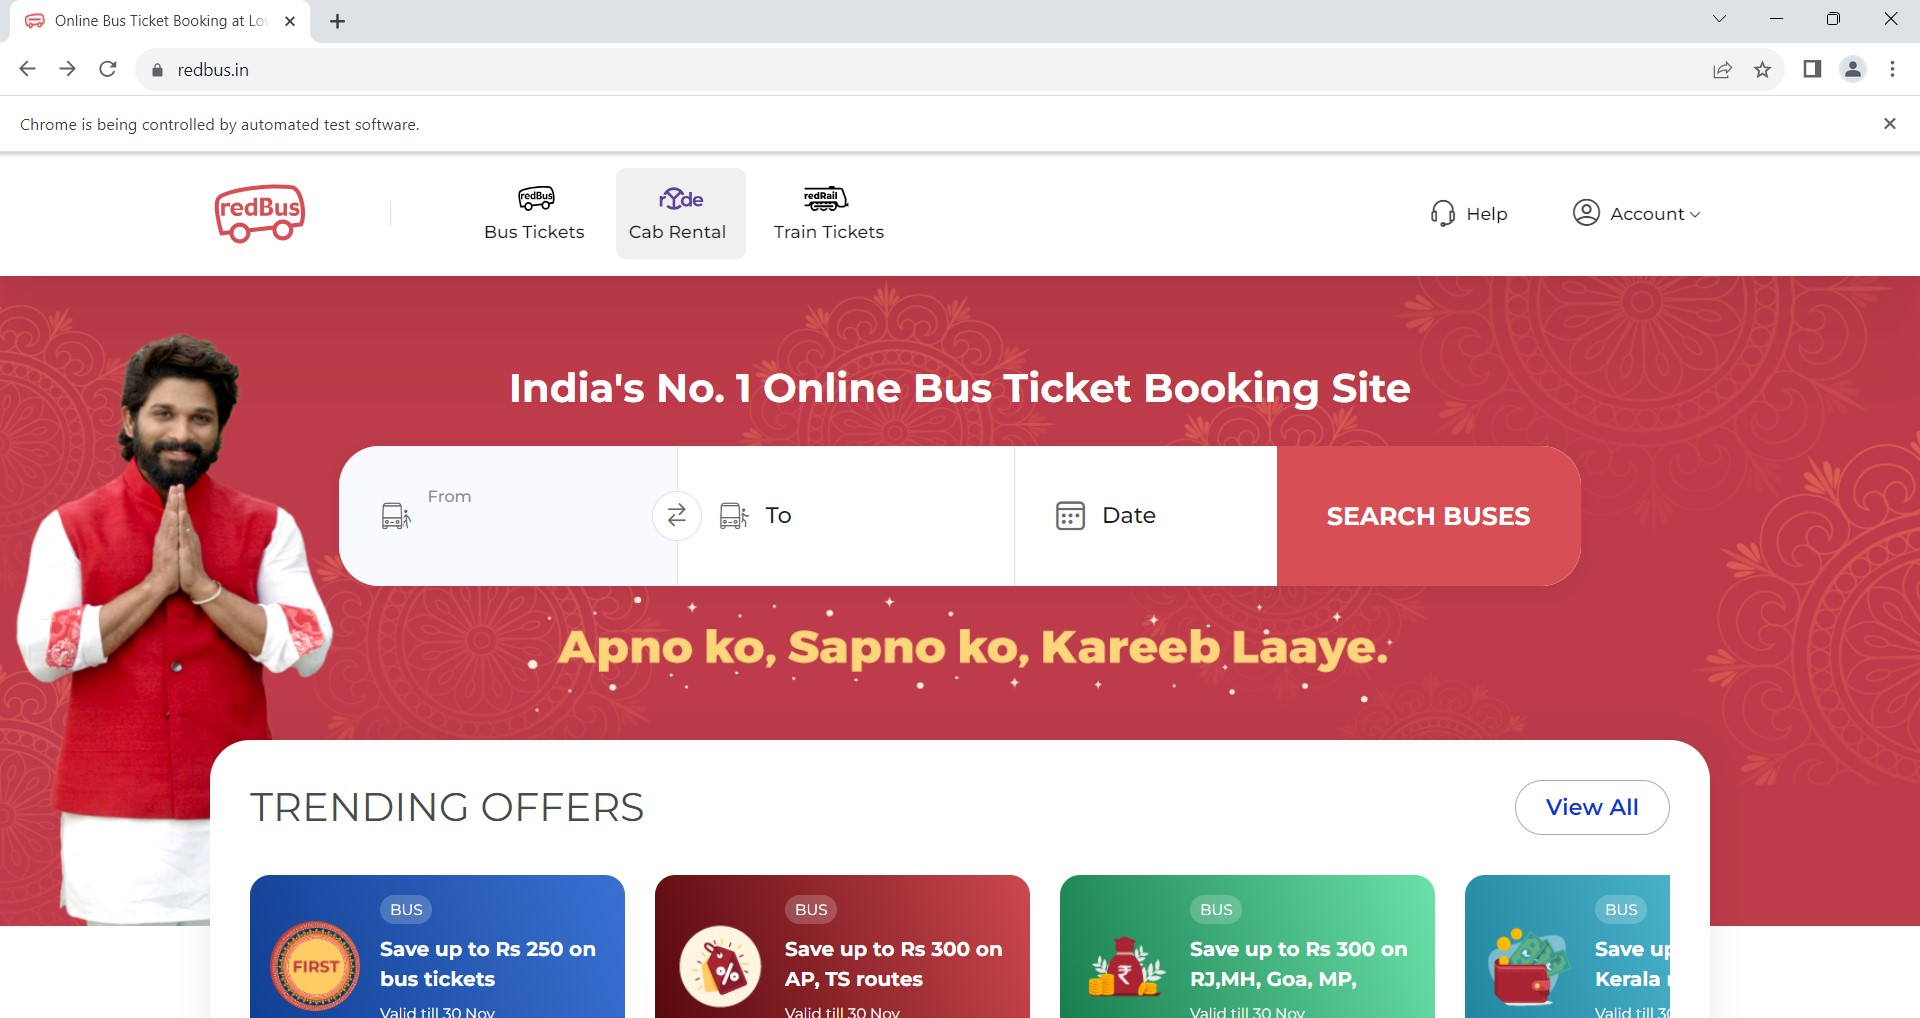 Online Bus Ticket Booking at Lo
redbus.in
Chrome is being controlled by automated test software.
redBus
redBus
Bus Tickets
ryde
Cab Rental
redRail
Train Tickets
Help
Account
India's No. 1 Online Bus Ticket Booking Site
From
To
Date
SEARCH BUSES
Apno ko, Sapno ko, Kareeb Laaye.
TRENDING OFFERS
View All
BUS
FIRST
Save up to Rs 250 on
bus tickets
Valid till 30 Nov
BUS
Save up to Rs 300 on
AP, TS routes
Valid till 30 Nov
BUS
Save up to Rs 300 on
RJ,MH, Goa, MP,
Valid till 30 Nov
BUS
Save up
Kerala
Valid till 30